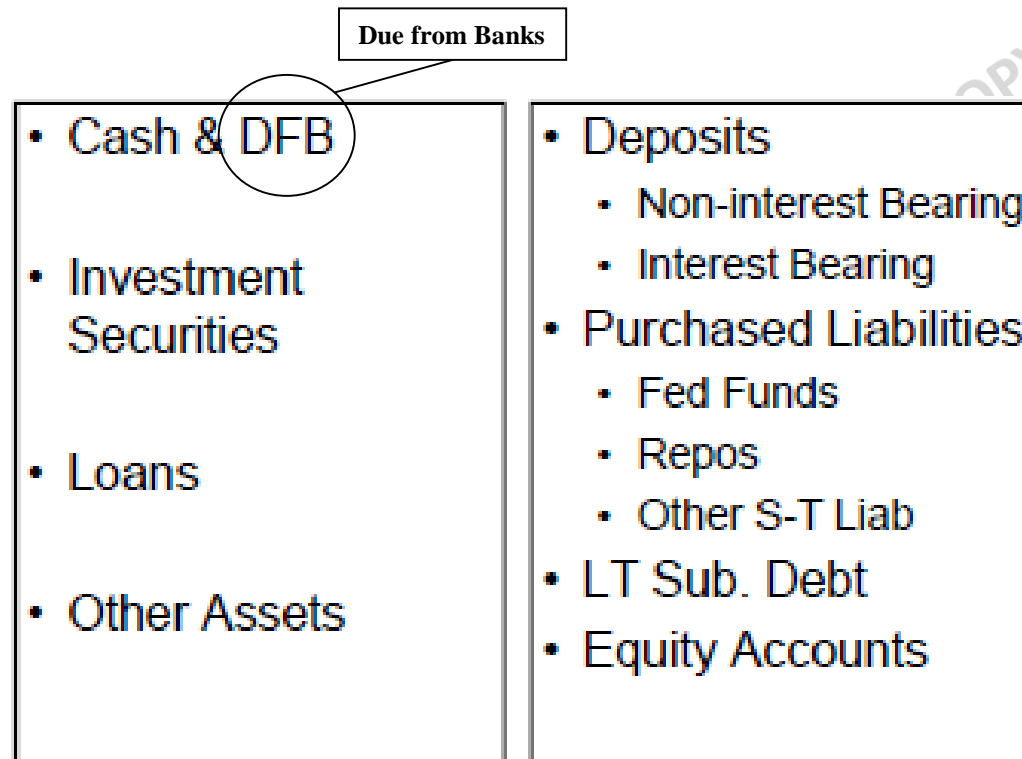 Due from Banks
• Cash & DFB
• Investment
Securities
• Loans
• Other Assets
• Deposits
• Non-interest Bearing
• Interest Bearing
• Purchased Liabilities
• Fed Funds
• Repos
• Other S-T Liab
• LT Sub. Debt
• Equity Accounts